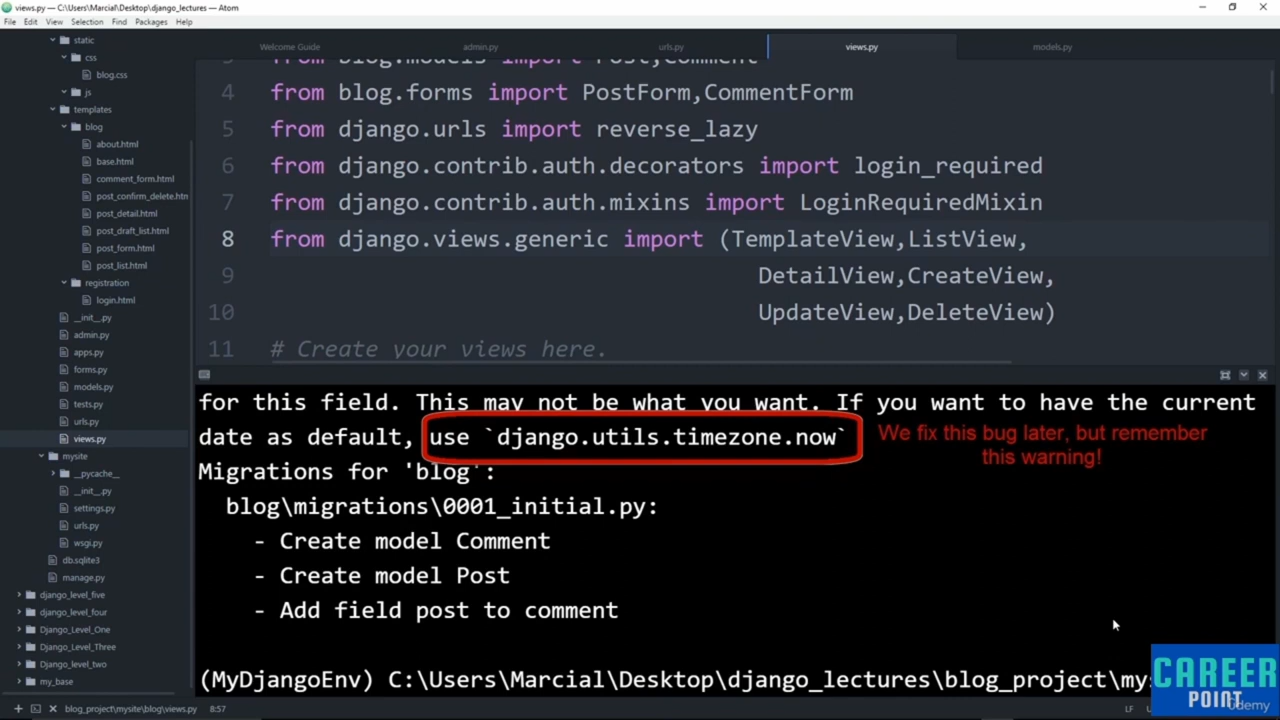 views.py — C:\Users\Marcial\Desktop\django_lectures — Atom
File Edit View Selection Find Packages Help
static
css
blog.css
js
templates
blog
about.html
base.html
comment_form.html
post_confirm_delete.htm
post_detail.html
post_draft_list.html
post_form.html
post_list.html
registration
login.html
__init__.py
admin.py
apps.py
forms.py
models.py
tests.py
urls.py
views.py
mysite
__pycache__
__init__.py
settings.py
urls.py
wsgi.py
db.sqlite3
manage.py
django_level_five
django_level_four
Django_Level_One
Django_Level_Three
Django_level_two
my_base
Welcome Guide admin.py urls.py views.py models.py
3 from blog.models import Post,Comment
4 from blog.forms import PostForm,CommentForm
5 from django.urls import reverse_lazy
6 from django.contrib.auth.decorators import login_required
7 from django.contrib.auth.mixins import LoginRequiredMixin
8 from django.views.generic import (TemplateView,ListView,
9 DetailView,CreateView,
10 UpdateView,DeleteView)
11 # Create your views here.
for this field. This may not be what you want. If you want to have the current
date as default, use `django.utils.timezone.now`
We fix this bug later, but remember
this warning!
Migrations for 'blog':
blog\migrations\0001_initial.py:
- Create model Comment
- Create model Post
- Add field post to comment
(MyDjangoEnv) C:\Users\Marcial\Desktop\django_lectures\blog_project\mys
CAREER
POINT
udemy
blog_project\mysite\blog\views.py 8:57
LF